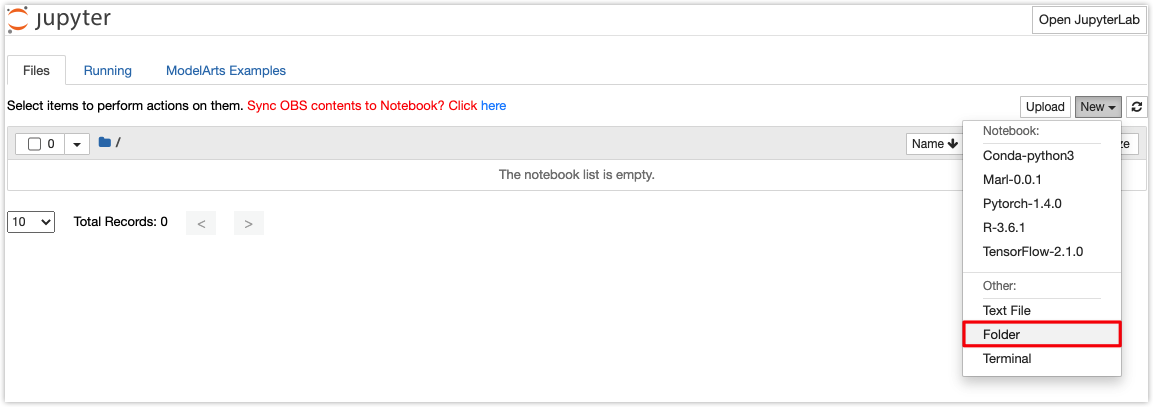 jupyter
Open JupyterLab
Files Running ModelArts Examples
Select items to perform actions on them. Sync OBS contents to Notebook? Click here
Upload New
0 / Name ze
The notebook list is empty.
10 Total Records: 0 < >
Notebook:
Conda-python3
Marl-0.0.1
Pytorch-1.4.0
R-3.6.1
TensorFlow-2.1.0
Other:
Text File
Folder
Terminal